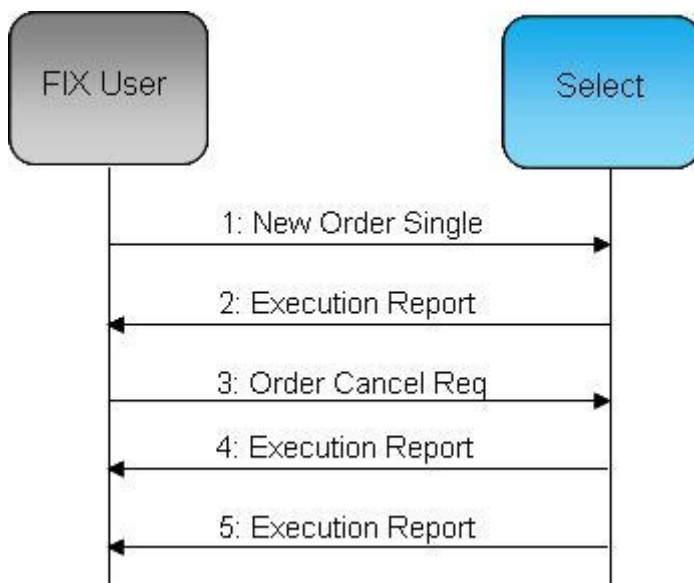 FIX User
Select
1: New Order Single
2: Execution Report
3: Order Cancel Req
4: Execution Report
5: Execution Report